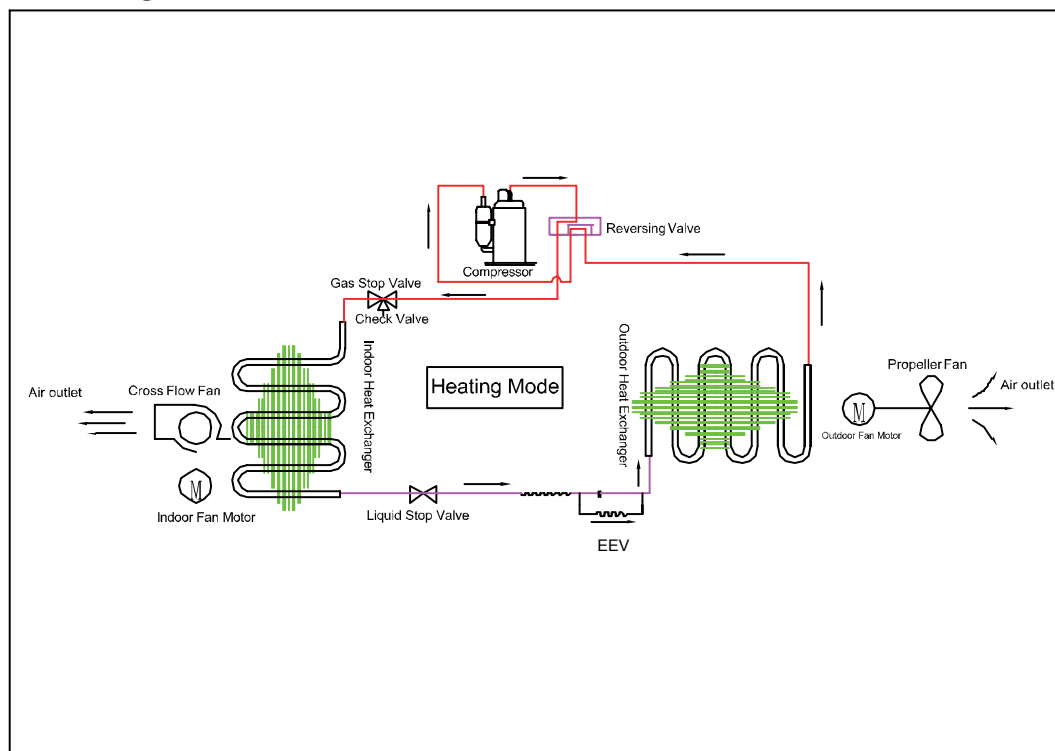 Reversing Valve
Compressor
Gas Stop Valve
Check Valve
Indoor Heat Exchanger
Outdoor Heat Exchanger
Heating Mode
Air outlet
Cross Flow Fan
M
Indoor Fan Motor
Liquid Stop Valve
EEV
Propeller Fan
Air outlet
M
Outdoor Fan Motor